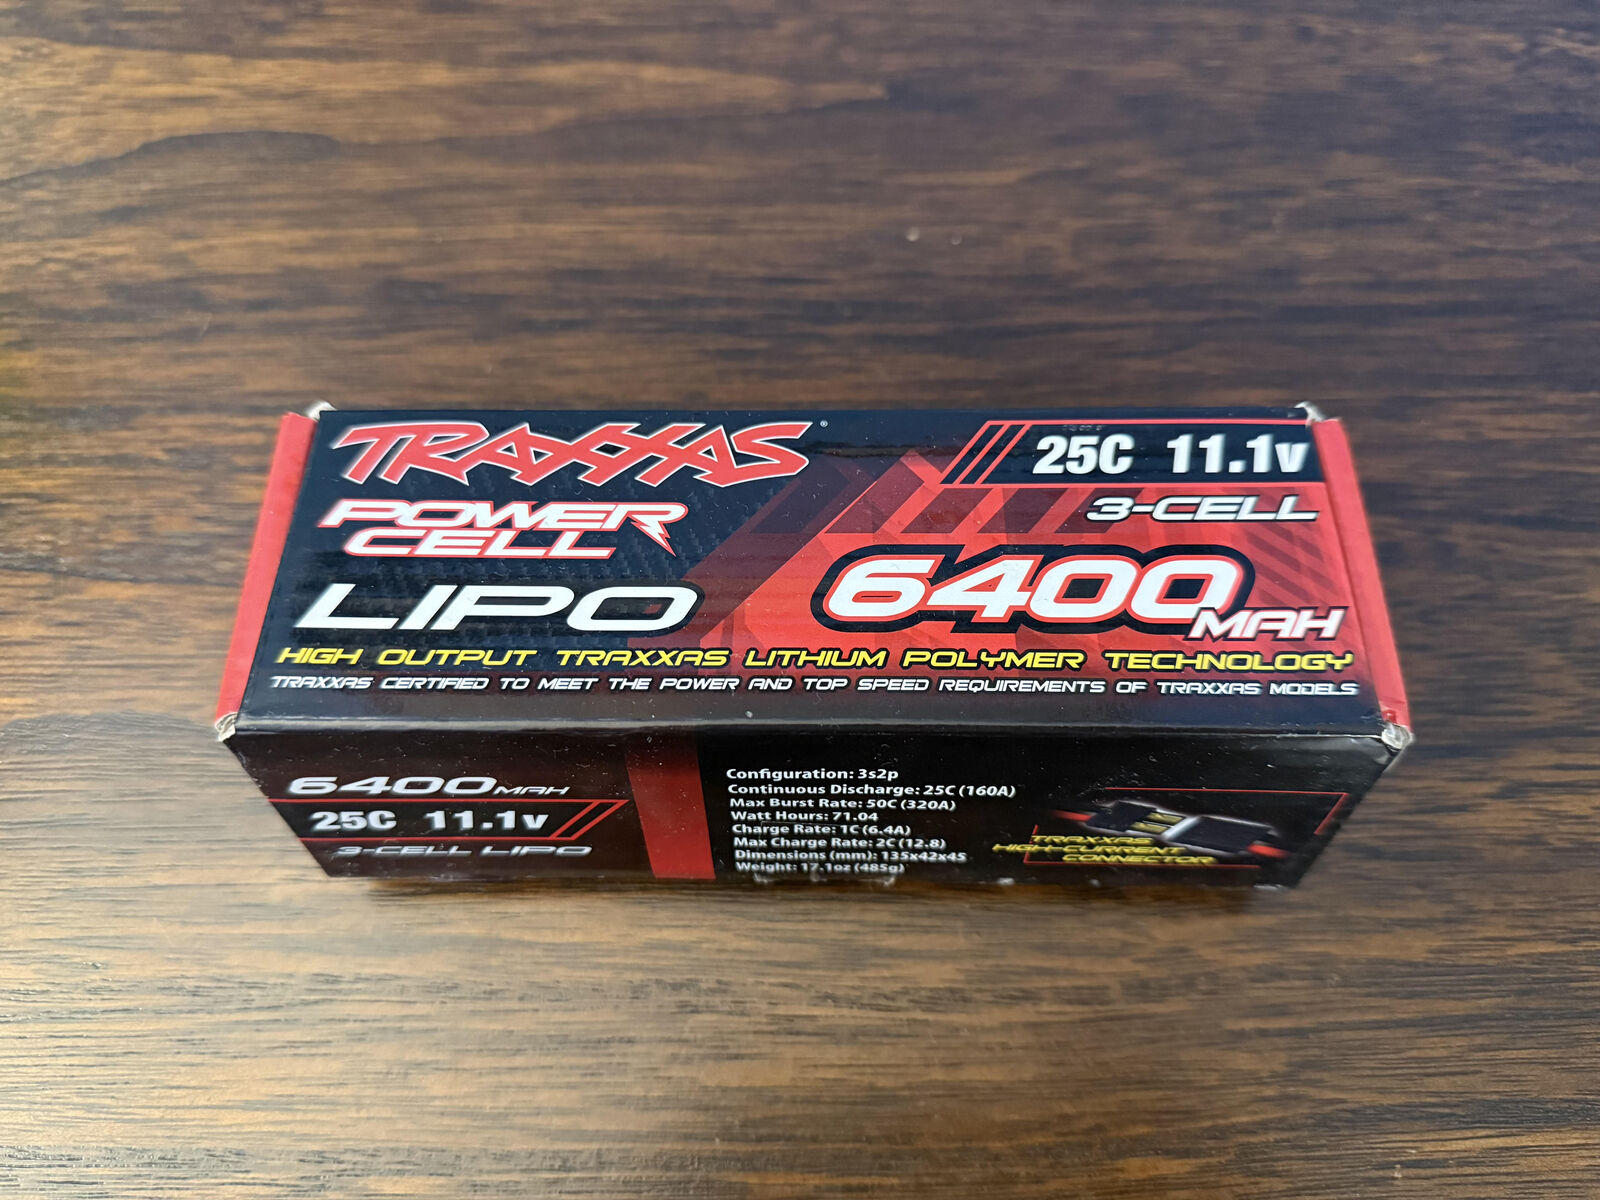 TRAXXAS®
25C 11.1v
3-CELL
POWER
CELL
LIPO
6400MAH
HIGH OUTPUT TRAXXAS LITHIUM POLYMER TECHNOLOGY
TRAXXAS CERTIFIED TO MEET THE POWER AND TOP SPEED REQUIREMENTS OF TRAXXAS MODELS
6400MAH
25C 11.1v
3-CELL LIPO
Configuration: 3s2p
Continuous Discharge: 25C (160A)
Max Burst Rate: 50C (320A)
Watt Hours: 71.04
Charge Rate: 1C (6.4A)
Max Charge Rate: 2C (12.8)
Dimensions (mm): 135x42x45
Weight: 17.1oz (485g)
TRAXXAS
HIGH-CURRENT
CONNECTOR